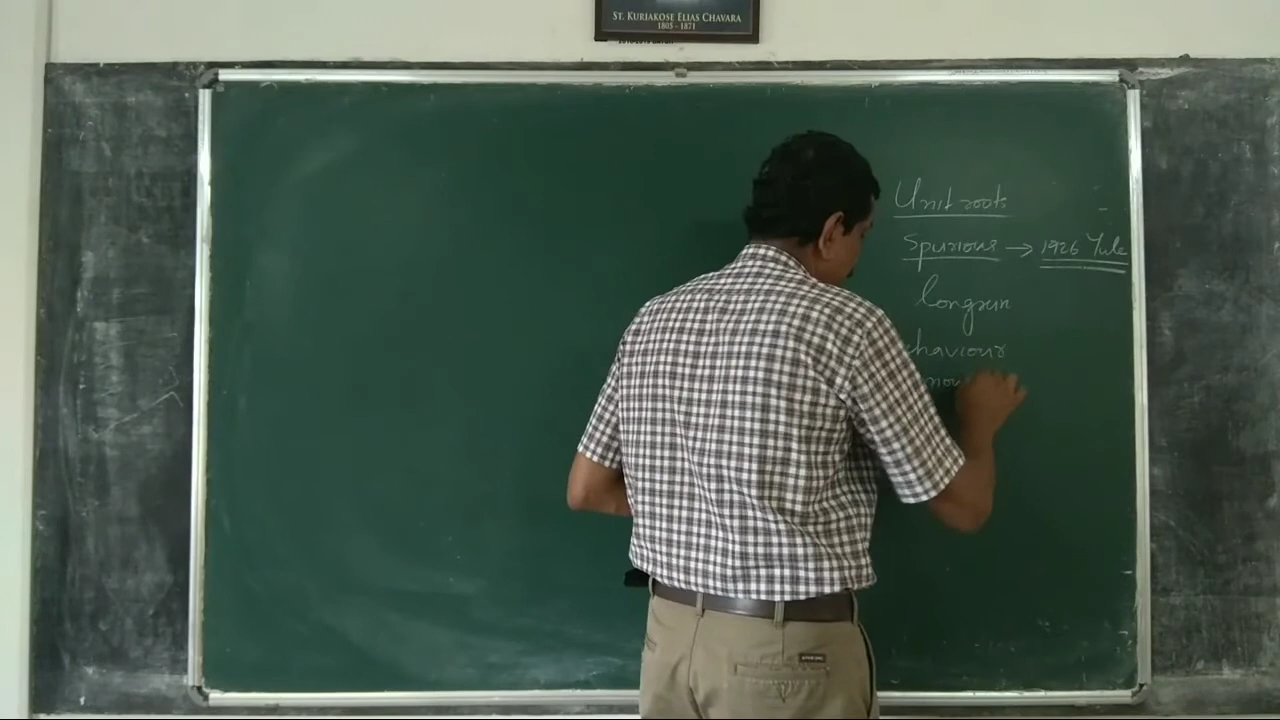 ST. KURIAKOSE ELIAS CHAVARA
1805 - 1871
Unit roots
Spurious → 1926 Yule
longrun
haviour